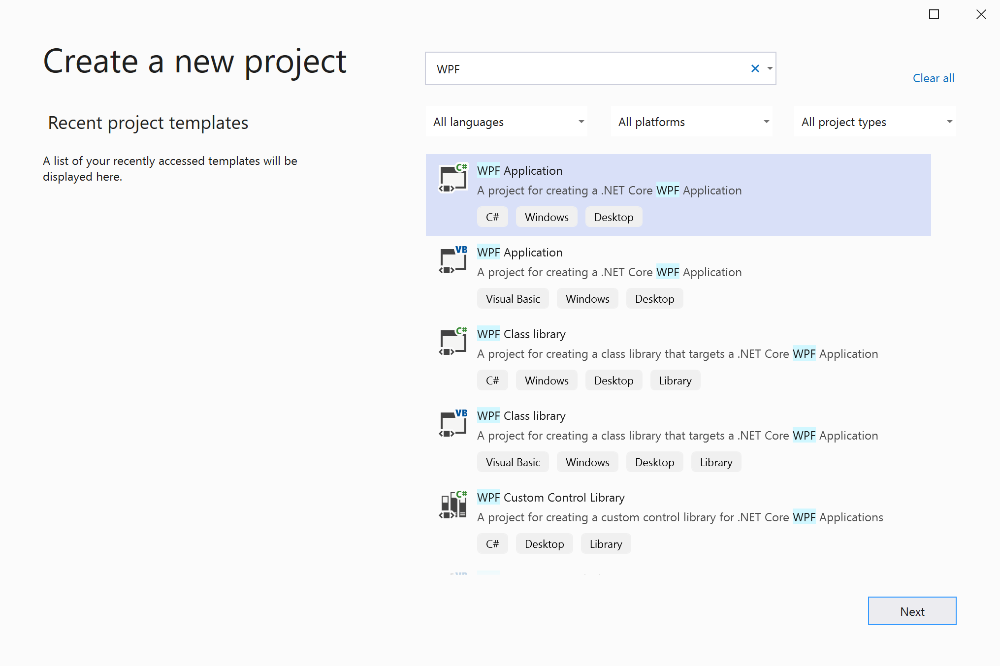 Create a new project
WPF
Clear all
Recent project templates
All languages
All platforms
All project types
A list of your recently accessed templates will be
displayed here.
C#
WPF Application
A project for creating a .NET Core WPF Application
C# Windows Desktop
VB
WPF Application
A project for creating a .NET Core WPF Application
Visual Basic Windows Desktop
C#
WPF Class library
A project for creating a class library that targets a .NET Core WPF Application
C# Windows Desktop Library
VB
WPF Class library
A project for creating a class library that targets a .NET Core WPF Application
Visual Basic Windows Desktop Library
C#
WPF Custom Control Library
A project for creating a custom control library for .NET Core WPF Applications
C# Desktop Library
Next